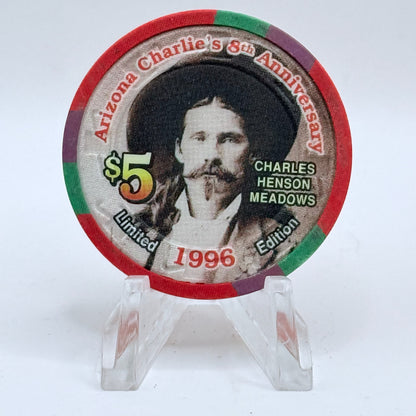 Arizona Charlie's 8th Anniversary
$5
CHARLES
HENSON
MEADOWS
Limited
1996
Edition